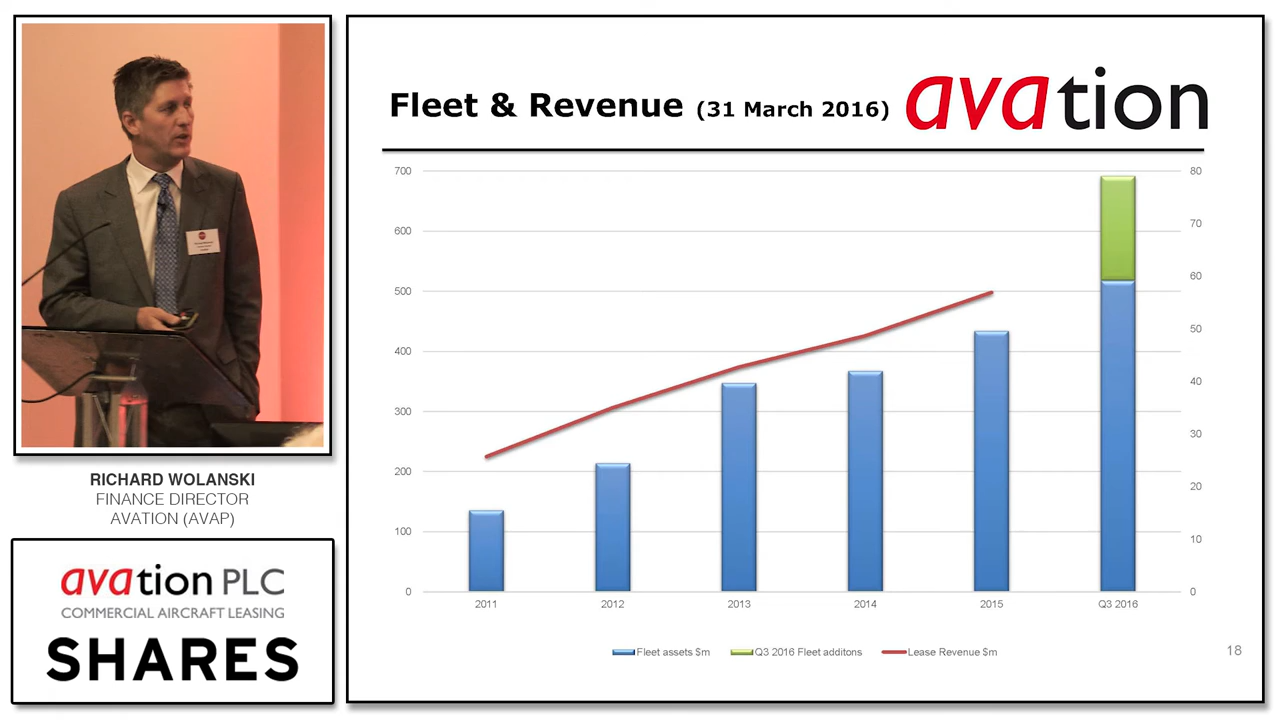 RICHARD WOLANSKI
FINANCE DIRECTOR
AVATION (AVAP)
avation PLC
COMMERCIAL AIRCRAFT LEASING
SHARES
Fleet & Revenue (31 March 2016)
avation
700
600
500
400
300
200
100
0
80
70
60
50
40
30
20
10
0
2011 2012 2013 2014 2015 Q3 2016
Fleet assets $m Q3 2016 Fleet additons Lease Revenue $m
18